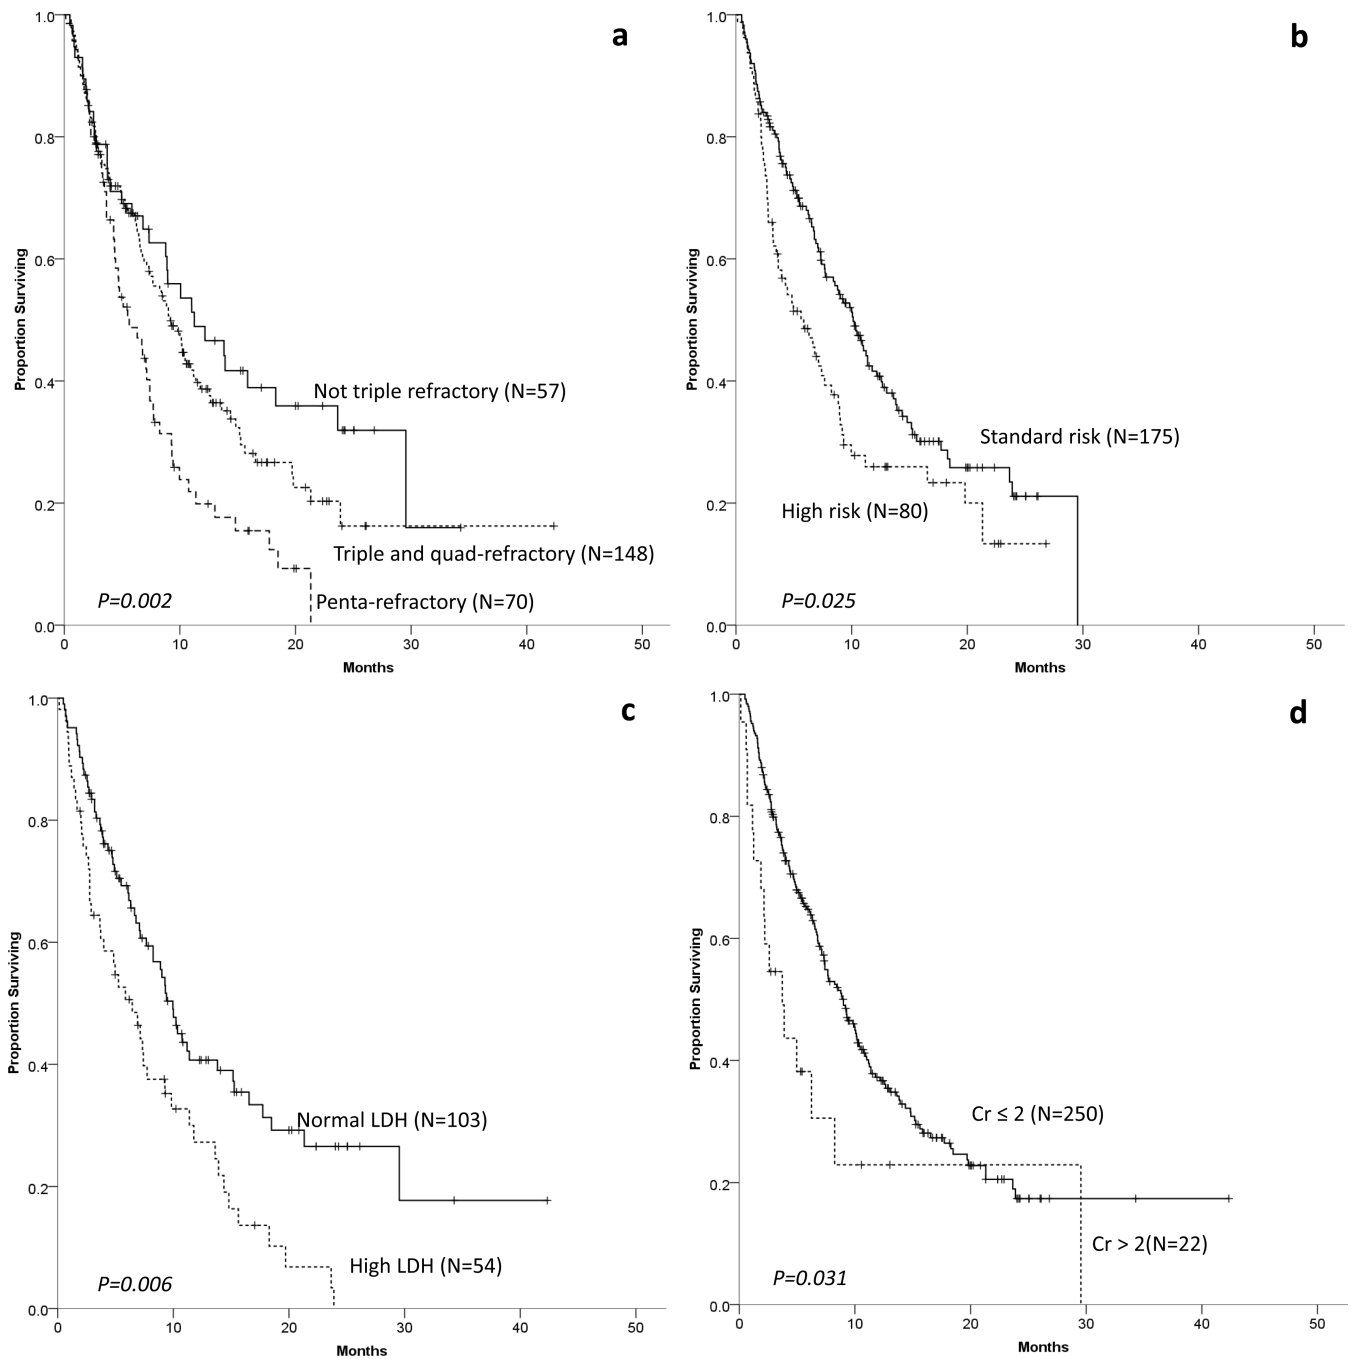 a
1.0
0.8
0.6
0.4
0.2
0.0
Proportion Surviving
Not triple refractory (N=57)
Triple and quad-refractory (N=148)
Penta-refractory (N=70)
P=0.002
0 10 20 30 40 50
Months
b
1.0
0.8
0.6
0.4
0.2
0.0
Proportion Surviving
Standard risk (N=175)
High risk (N=80)
P=0.025
0 10 20 30 40 50
Months
c
1.0
0.8
0.6
0.4
0.2
0.0
Proportion Surviving
Normal LDH (N=103)
High LDH (N=54)
P=0.006
0 10 20 30 40 50
Months
d
1.0
0.8
0.6
0.4
0.2
0.0
Proportion Surviving
Cr ≤ 2 (N=250)
Cr > 2(N=22)
P=0.031
0 10 20 30 40 50
Months